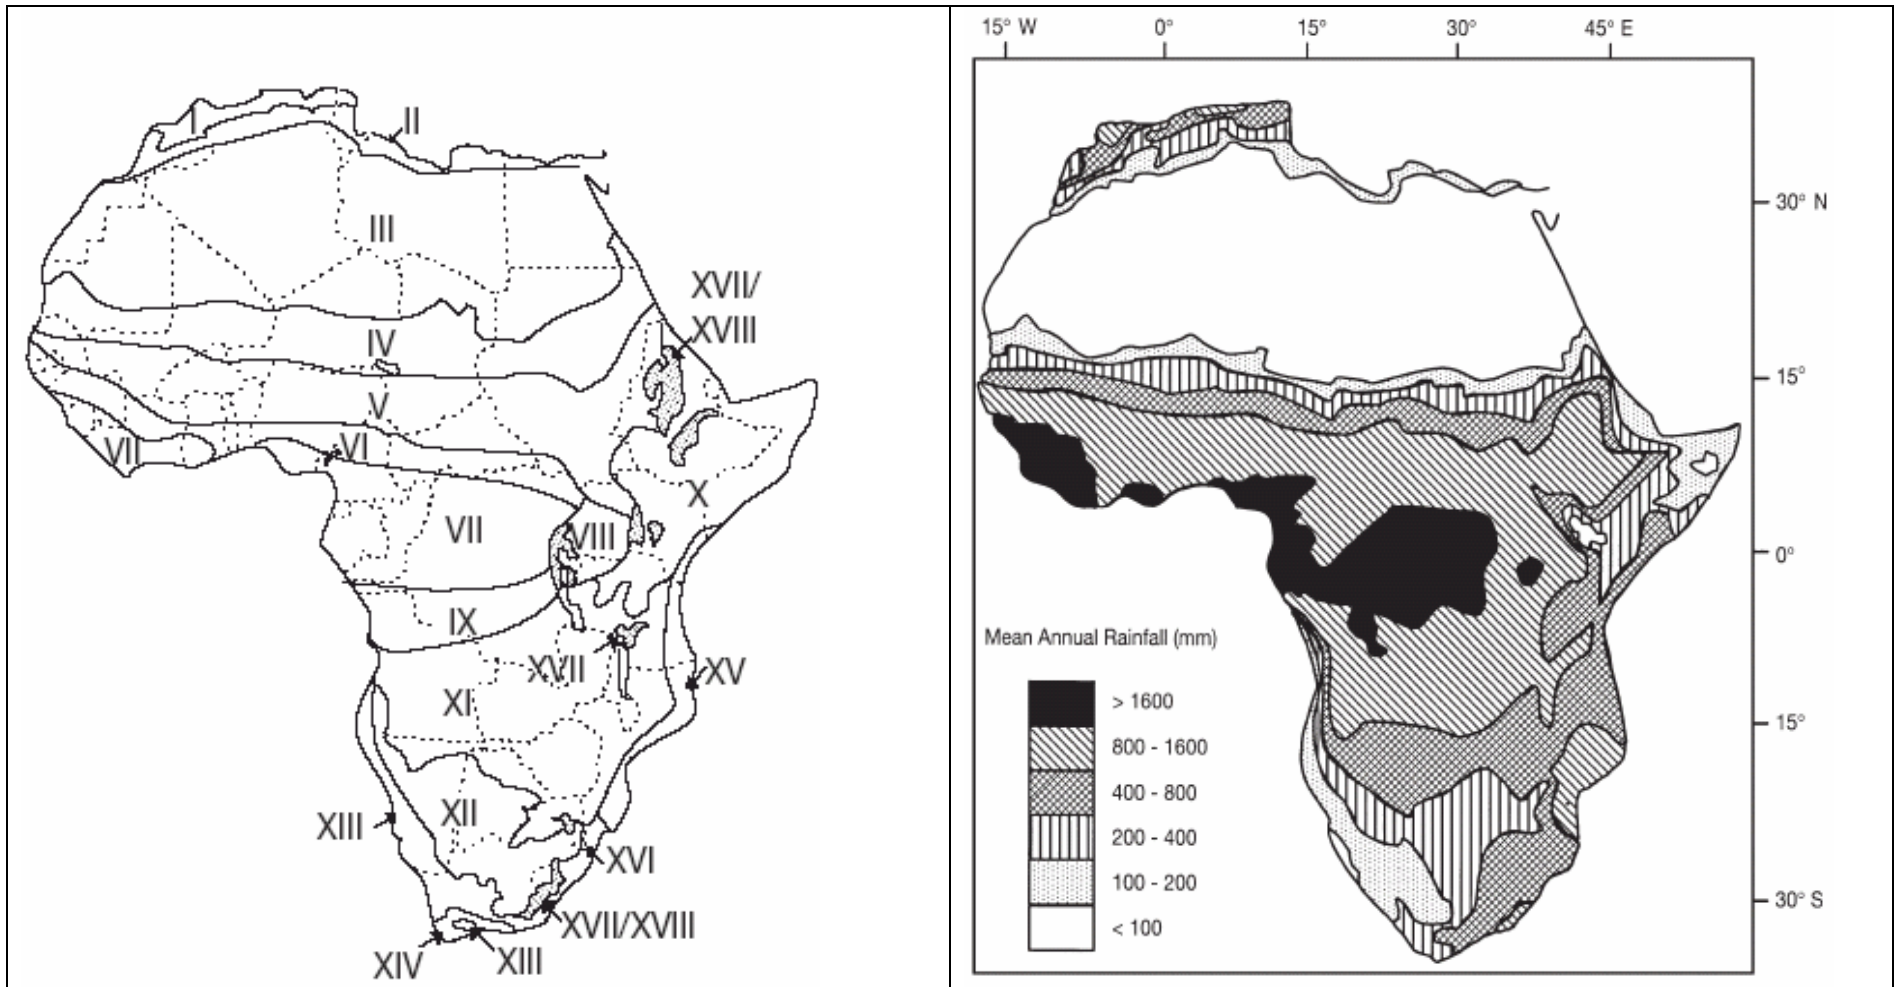 I
II
III
XVII/
XVIII
IV
V
VI
VII
X
VII
VIII
IX
XVII
XV
XI
XII
XIII
XVI
XVII/XVIII
XIV
XIII
15° W
0°
15°
30°
45° E
30° N
15°
0°
15°
30° S
Mean Annual Rainfall (mm)
> 1600
800 - 1600
400 - 800
200 - 400
100 - 200
< 100